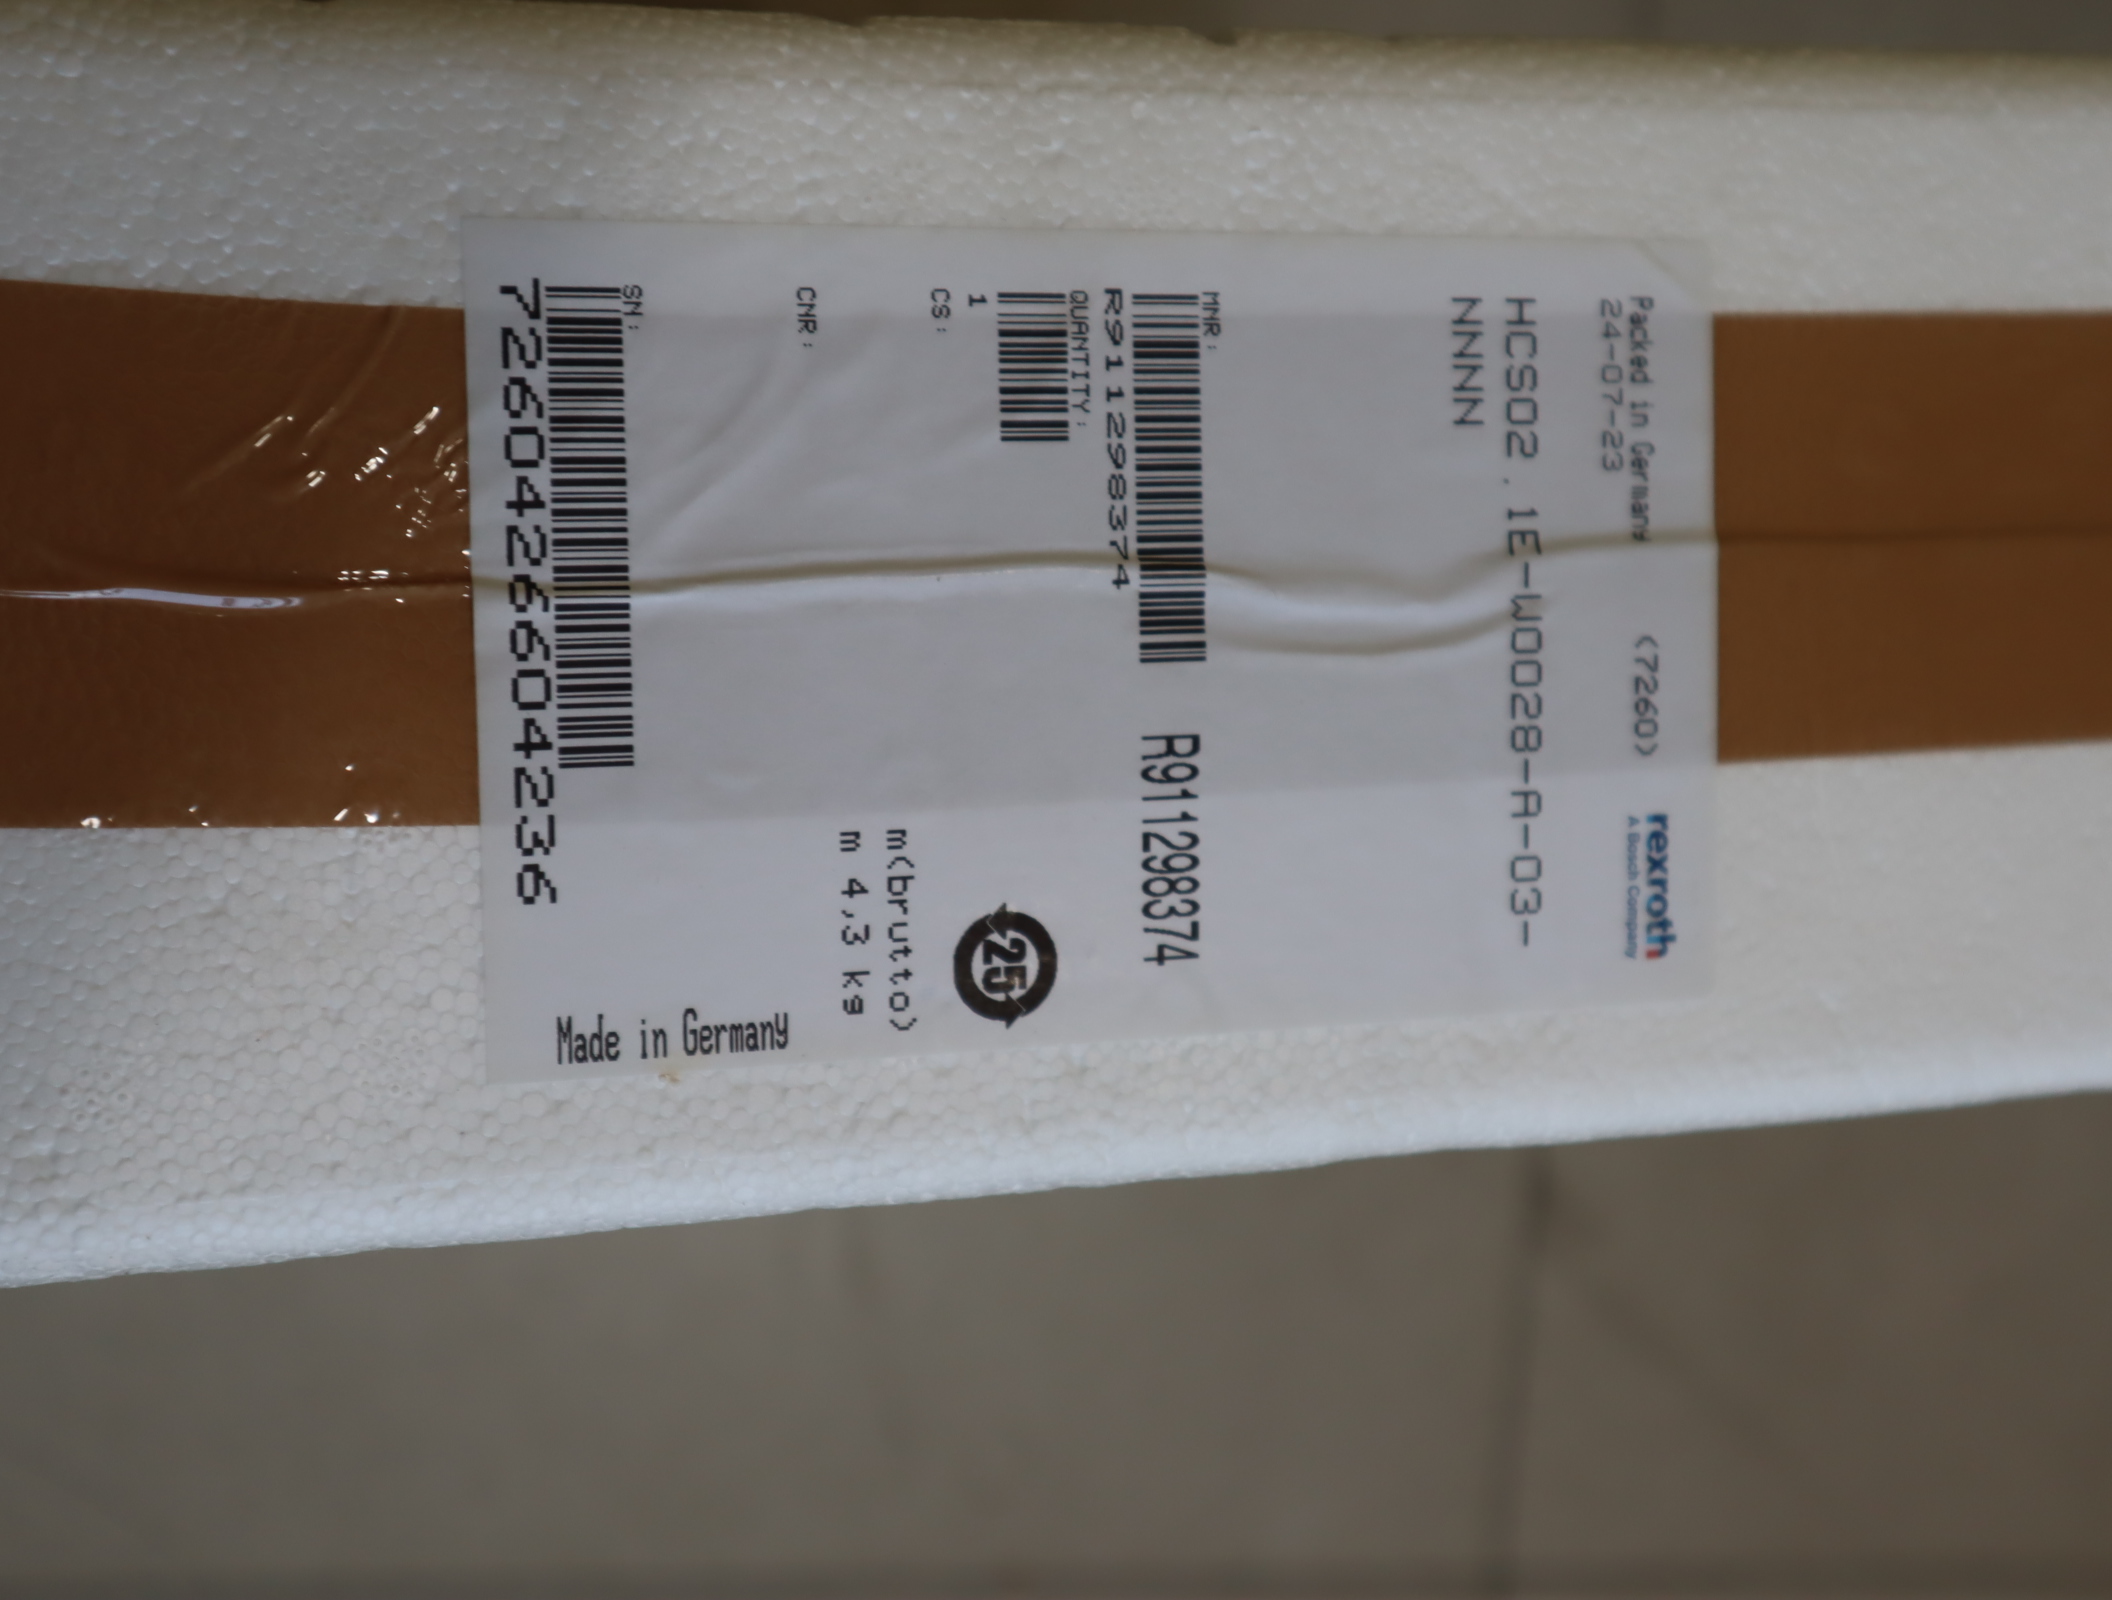 Packed in Germany (7260) rexroth
24-07-23 A Bosch Company
HCS02.1E-W0028-A-03-
NNNN
MNR:
R911298374
R911298374
QUANTITY:
1
25
CS:
m(brutto)
m 4,3 kg
CNR:
SN:
7260426604236
Made in Germany